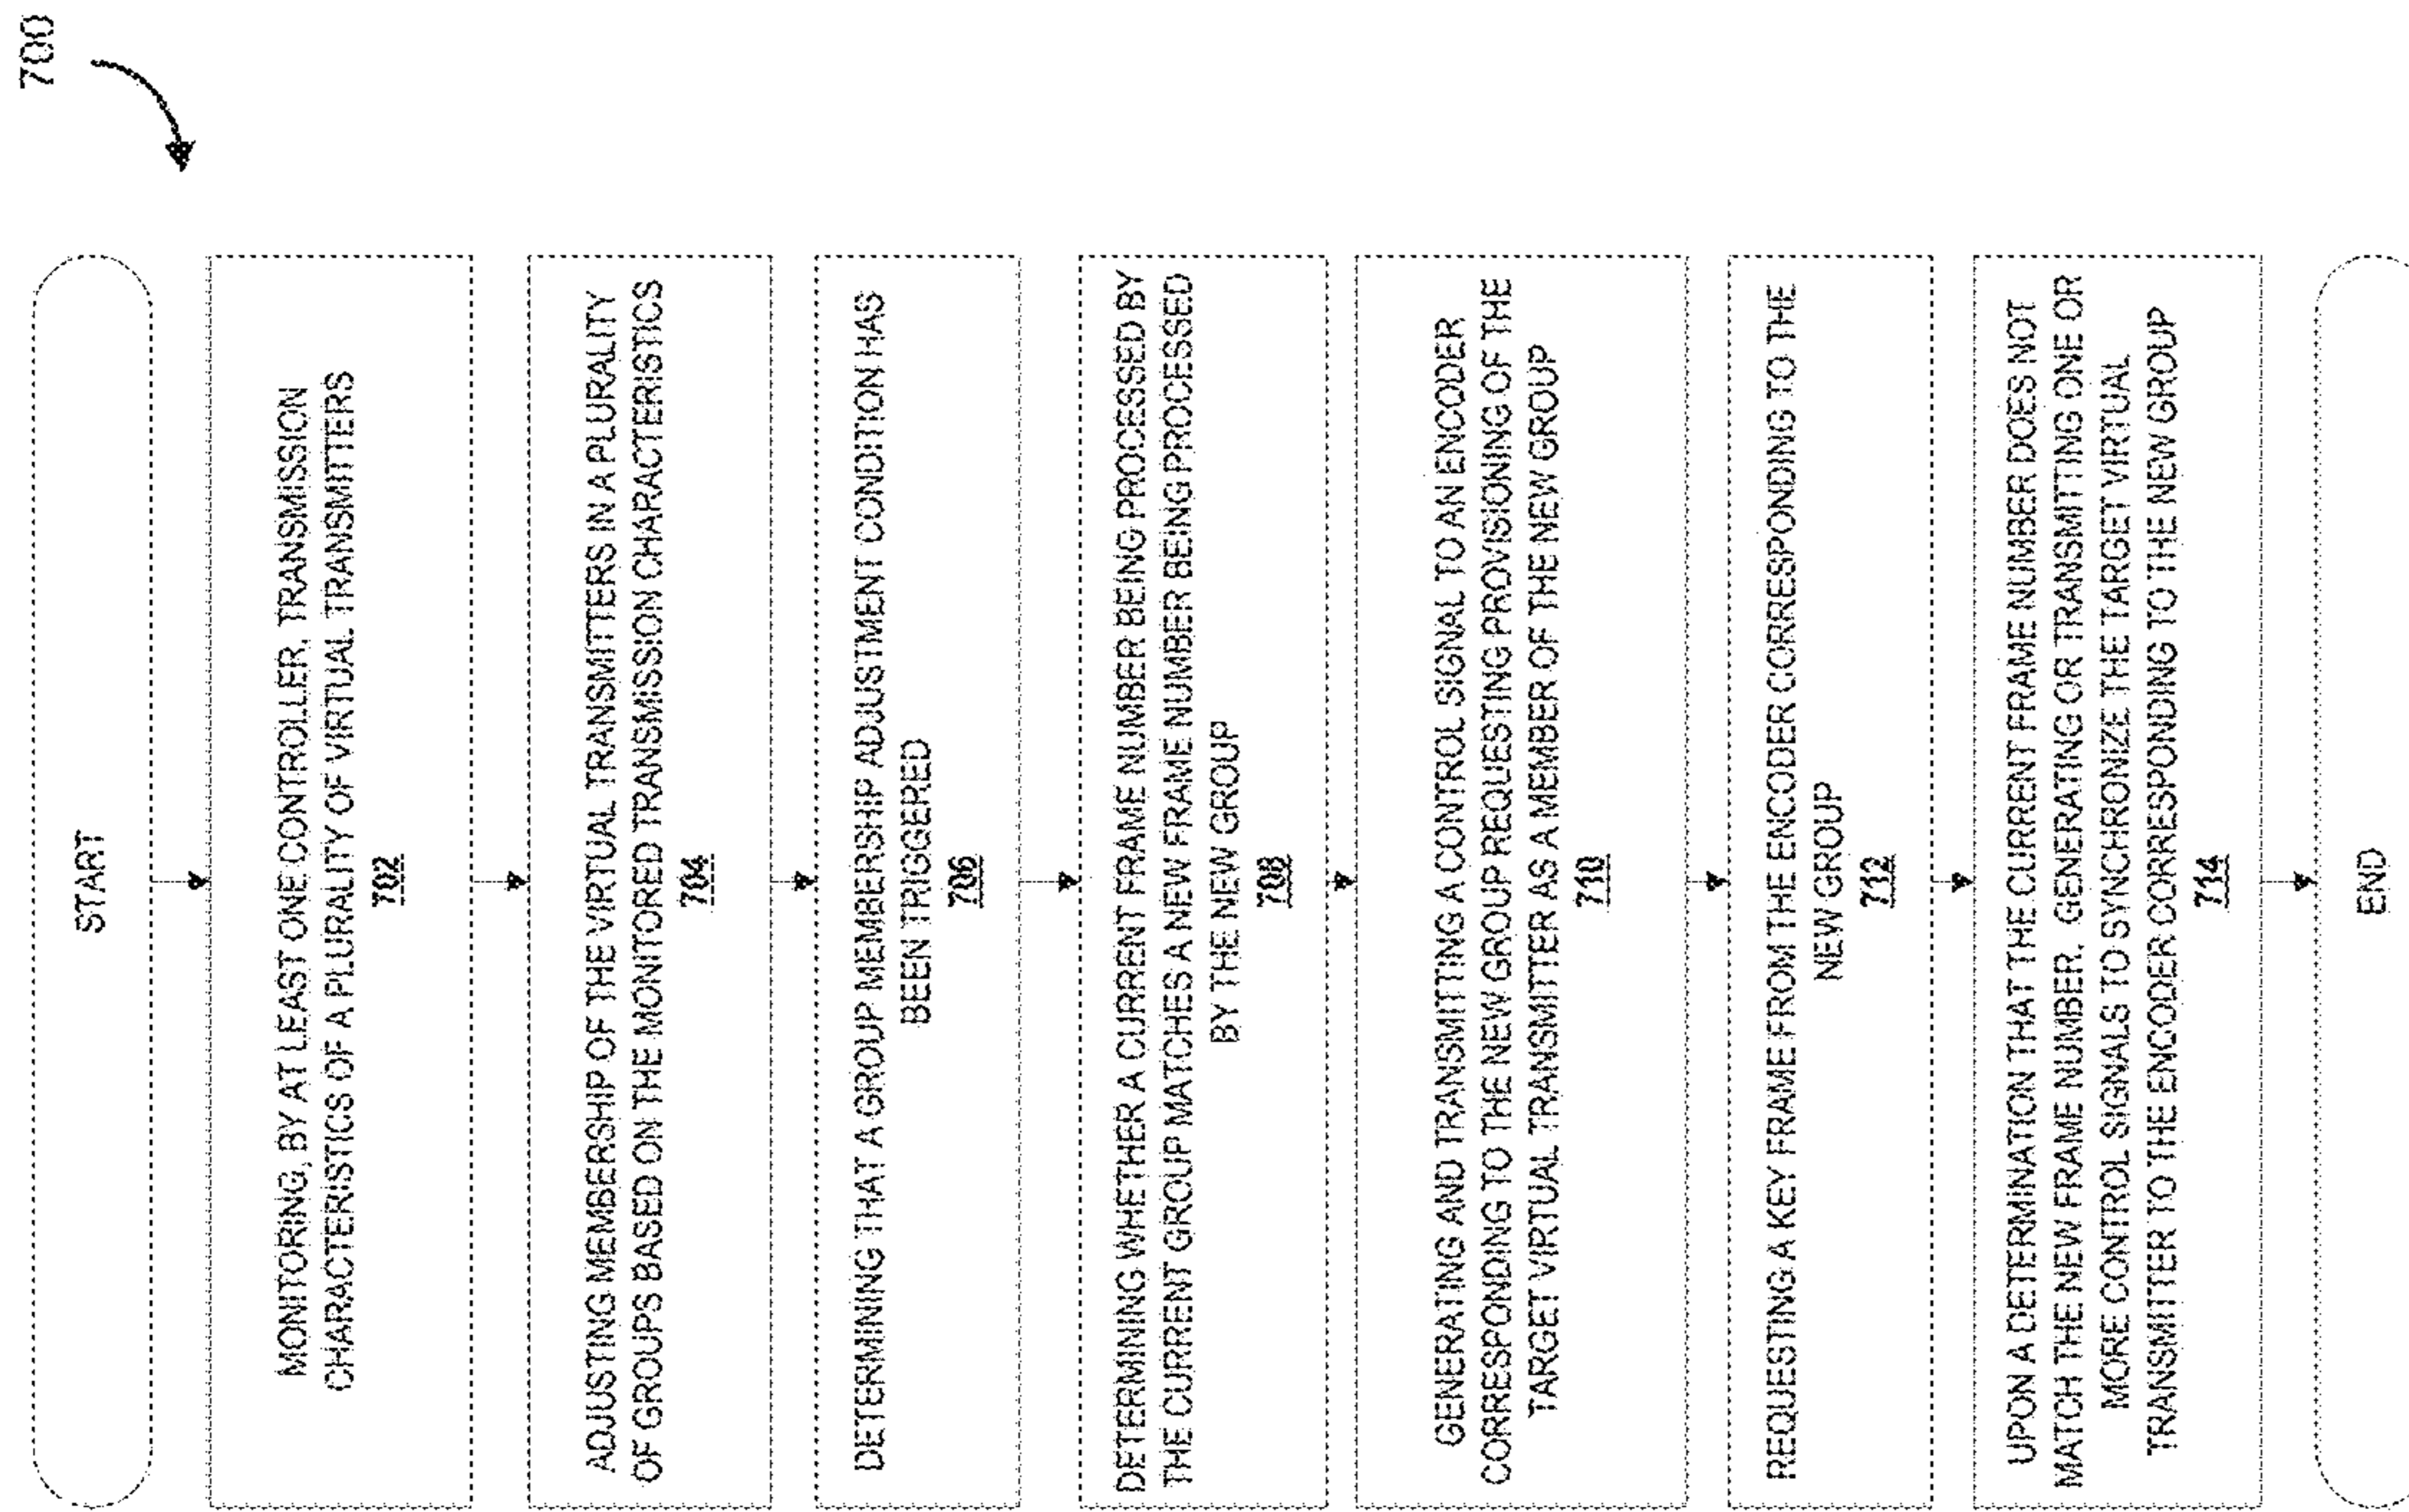 700
START
MONITORING, BY AT LEAST ONE CONTROLLER, TRANSMISSION
CHARACTERISTICS OF A PLURALITY OF VIRTUAL TRANSMITTERS
702
ADJUSTING MEMBERSHIP OF THE VIRTUAL TRANSMITTERS IN A PLURALITY
OF GROUPS BASED ON THE MONITORED TRANSMISSION CHARACTERISTICS
704
DETERMINING THAT A GROUP MEMBERSHIP ADJUSTMENT CONDITION HAS
BEEN TRIGGERED
706
DETERMINING WHETHER A CURRENT FRAME NUMBER BEING PROCESSED BY
THE CURRENT GROUP MATCHES A NEW FRAME NUMBER BEING PROCESSED
BY THE NEW GROUP
708
GENERATING AND TRANSMITTING A CONTROL SIGNAL TO AN ENCODER
CORRESPONDING TO THE NEW GROUP REQUESTING PROVISIONING OF THE
TARGET VIRTUAL TRANSMITTER AS A MEMBER OF THE NEW GROUP
710
REQUESTING A KEY FRAME FROM THE ENCODER CORRESPONDING TO THE
NEW GROUP
712
UPON A DETERMINATION THAT THE CURRENT FRAME NUMBER DOES NOT
MATCH THE NEW FRAME NUMBER. GENERATING OR TRANSMITTING ONE OR
MORE CONTROL SIGNALS TO SYNCHRONIZE THE TARGET VIRTUAL
TRANSMITTER TO THE ENCODER CORRESPONDING TO THE NEW GROUP
714
END